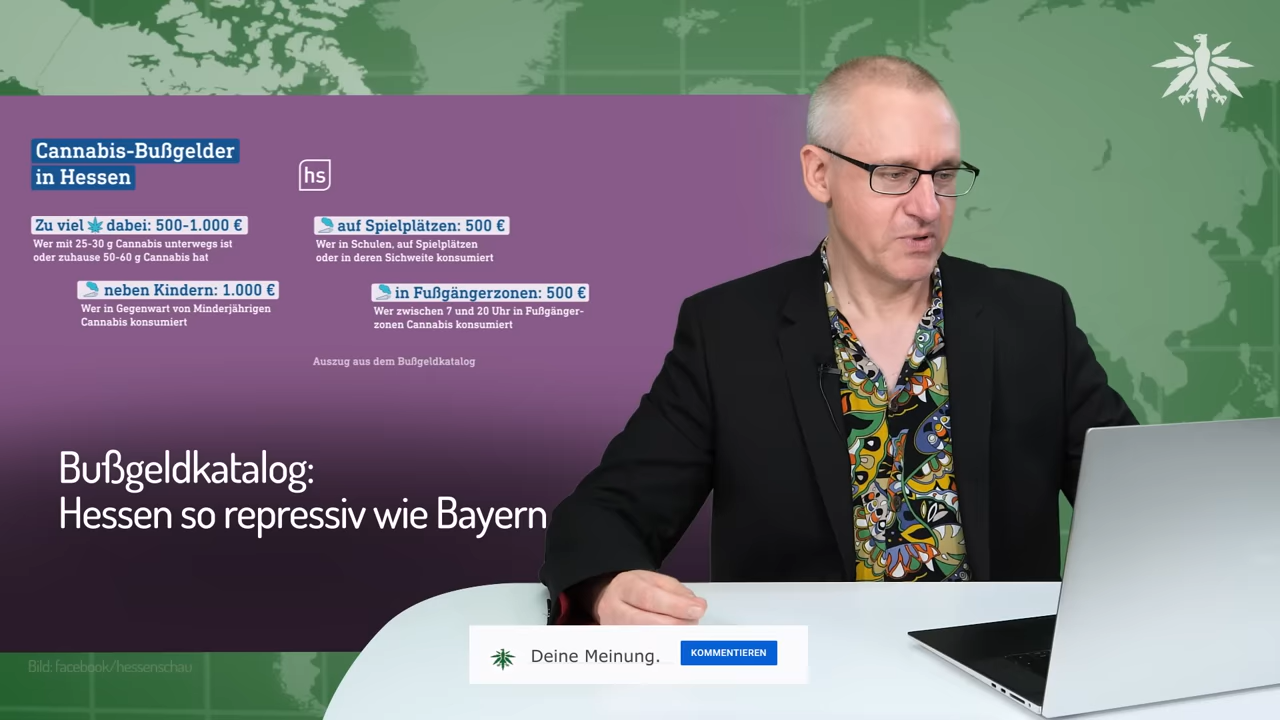 Cannabis-Bußgelder
in Hessen
hs
Zu viel dabei: 500-1.000 €
Wer mit 25-30 g Cannabis unterwegs ist
oder zuhause 50-60 g Cannabis hat
auf Spielplätzen: 500 €
Wer in Schulen, auf Spielplätzen
oder in deren Sichweite konsumiert
neben Kindern: 1.000 €
Wer in Gegenwart von Minderjährigen
Cannabis konsumiert
in Fußgängerzonen: 500 €
Wer zwischen 7 und 20 Uhr in Fußgänger-
zonen Cannabis konsumiert
Auszug aus dem Bußgeldkatalog
Bußgeldkatalog:
Hessen so repressiv wie Bayern
Bild: facebook/hessenschau
Deine Meinung.
KOMMENTIEREN